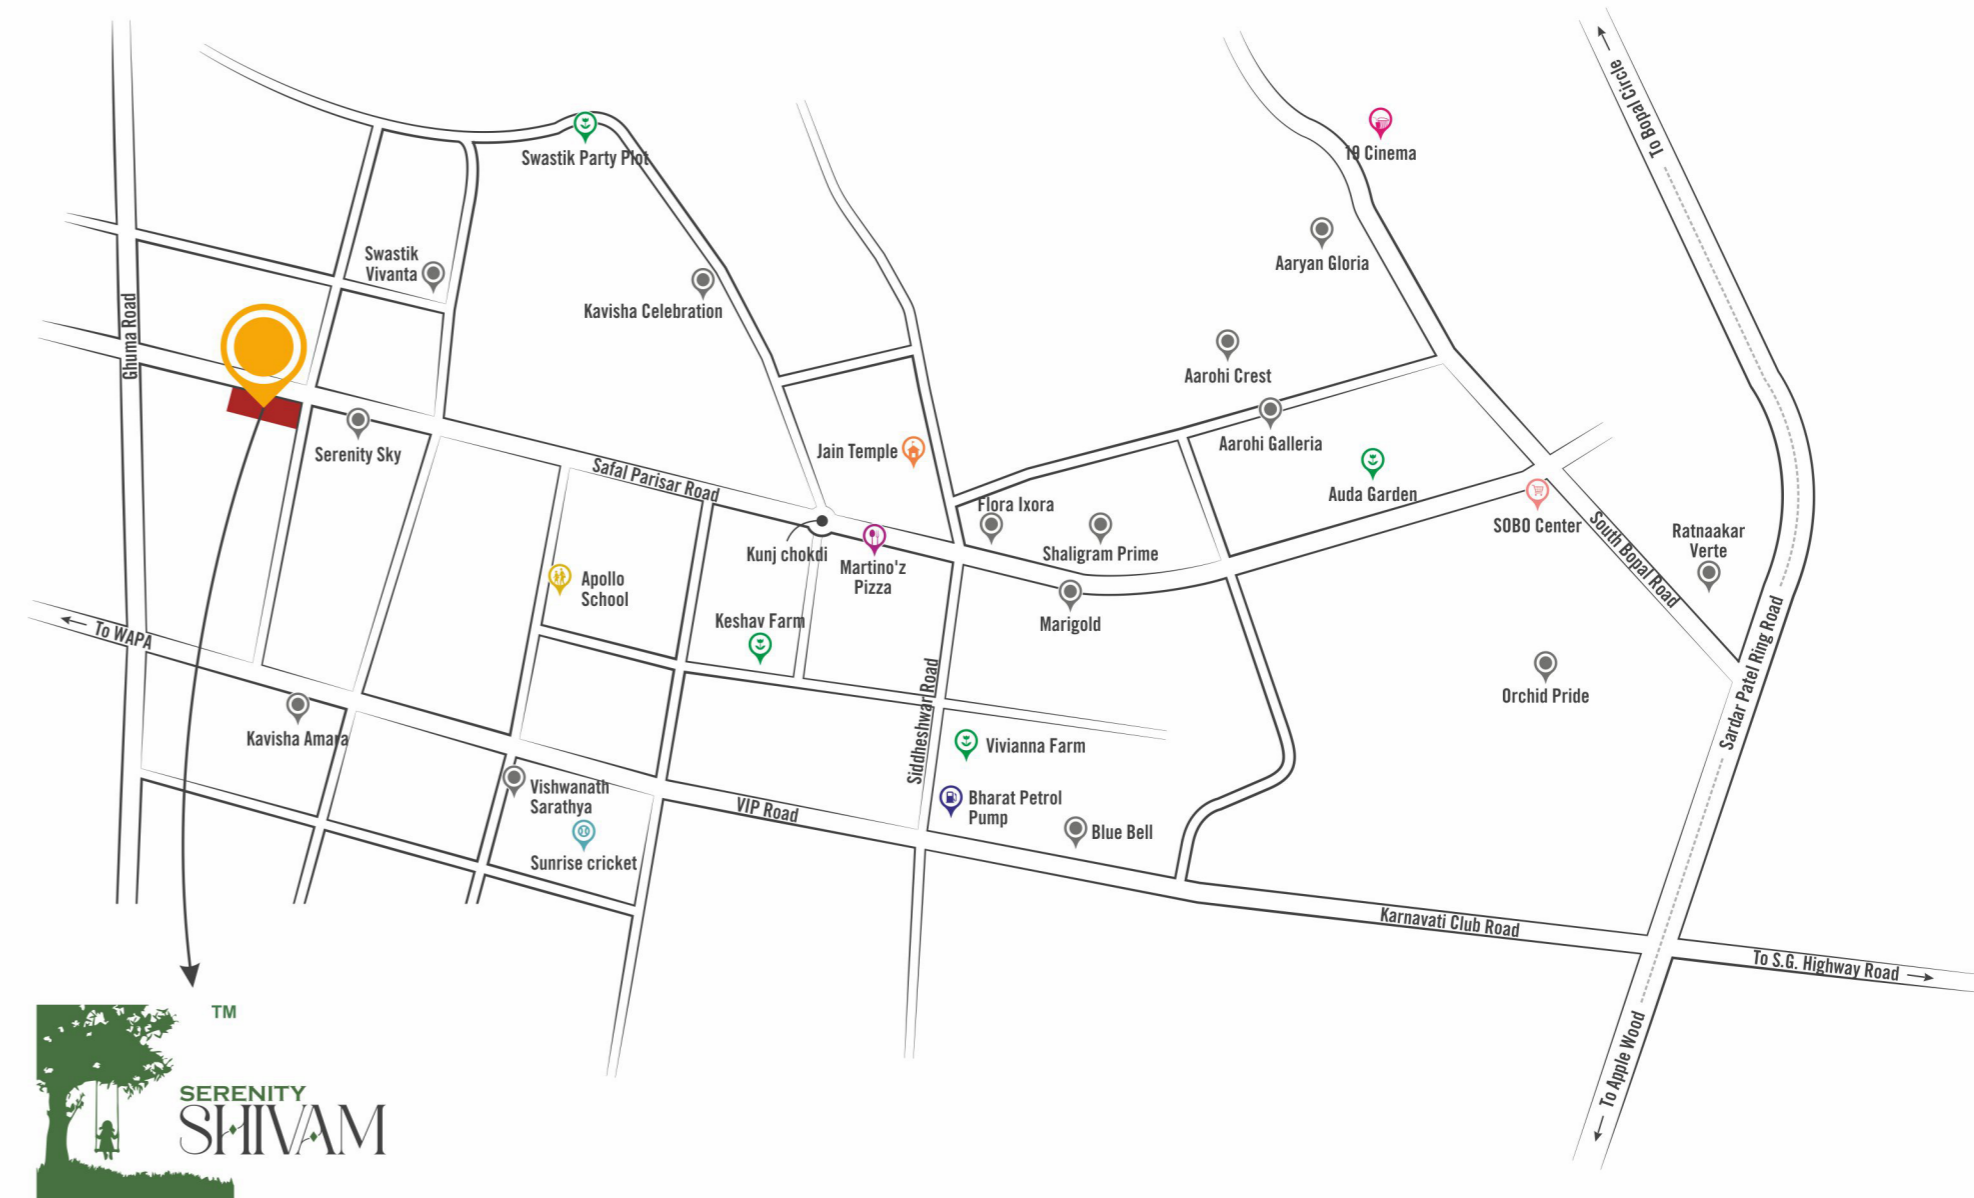 To Bopal Circle
19 Cinema
Swastik Party Plot
Aaryan Gloria
Swastik
Vivanta
Kavisha Celebration
Ghuma Road
Aarohi Crest
Aarohi Galleria
Serenity Sky
Jain Temple
Safal Parisar Road
Auda Garden
Flora Ixora
SOBO Center
South Bopal Road
Ratnaakar
Verte
Kunj chokdi
Shaligram Prime
Martino'z
Pizza
Apollo
School
Keshav Farm
Marigold
To WAPA
Siddheshwar Road
Sardar Patel Ring Road
Orchid Pride
Kavisha Amara
Vivianna Farm
Vishwanath
Sarathya
VIP Road
Bharat Petrol
Pump
Blue Bell
Sunrise cricket
Karnavati Club Road
To S.G. Highway Road
To Apple Wood
TM
SERENITY
SHIVAM